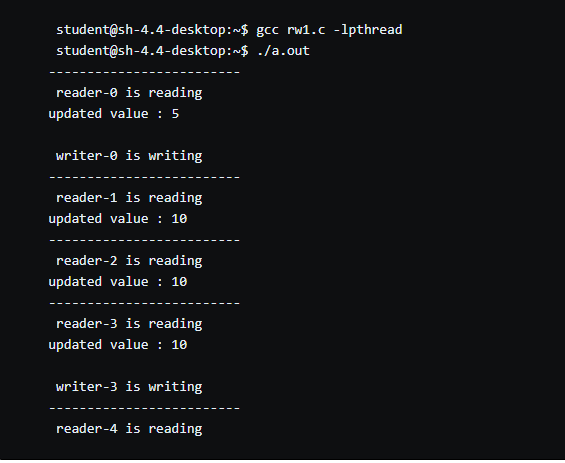 student@sh-4.4-desktop:~$ gcc rw1.c -lpthread
student@sh-4.4-desktop:~$ ./a.out
-------------------------
reader-0 is reading
updated value : 5
writer-0 is writing
-------------------------
reader-1 is reading
updated value : 10
-------------------------
reader-2 is reading
updated value : 10
-------------------------
reader-3 is reading
updated value : 10
writer-3 is writing
-------------------------
reader-4 is reading